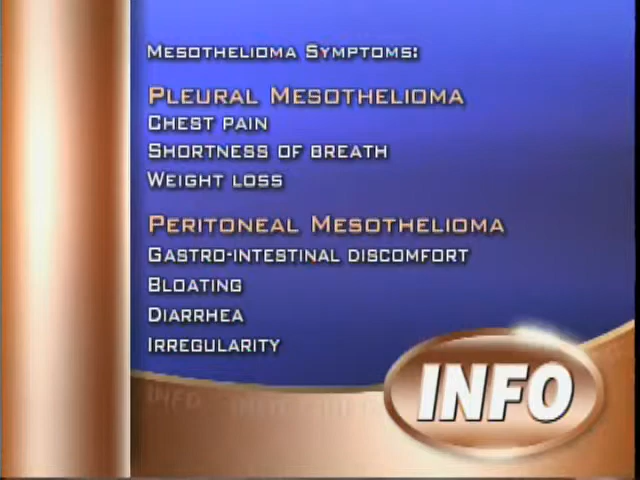 Mesothelioma Symptoms:
Pleural Mesothelioma
Chest pain
Shortness of breath
Weight loss
Peritoneal Mesothelioma
Gastro-intestinal discomfort
Bloating
Diarrhea
Irregularity
INFO
INFO